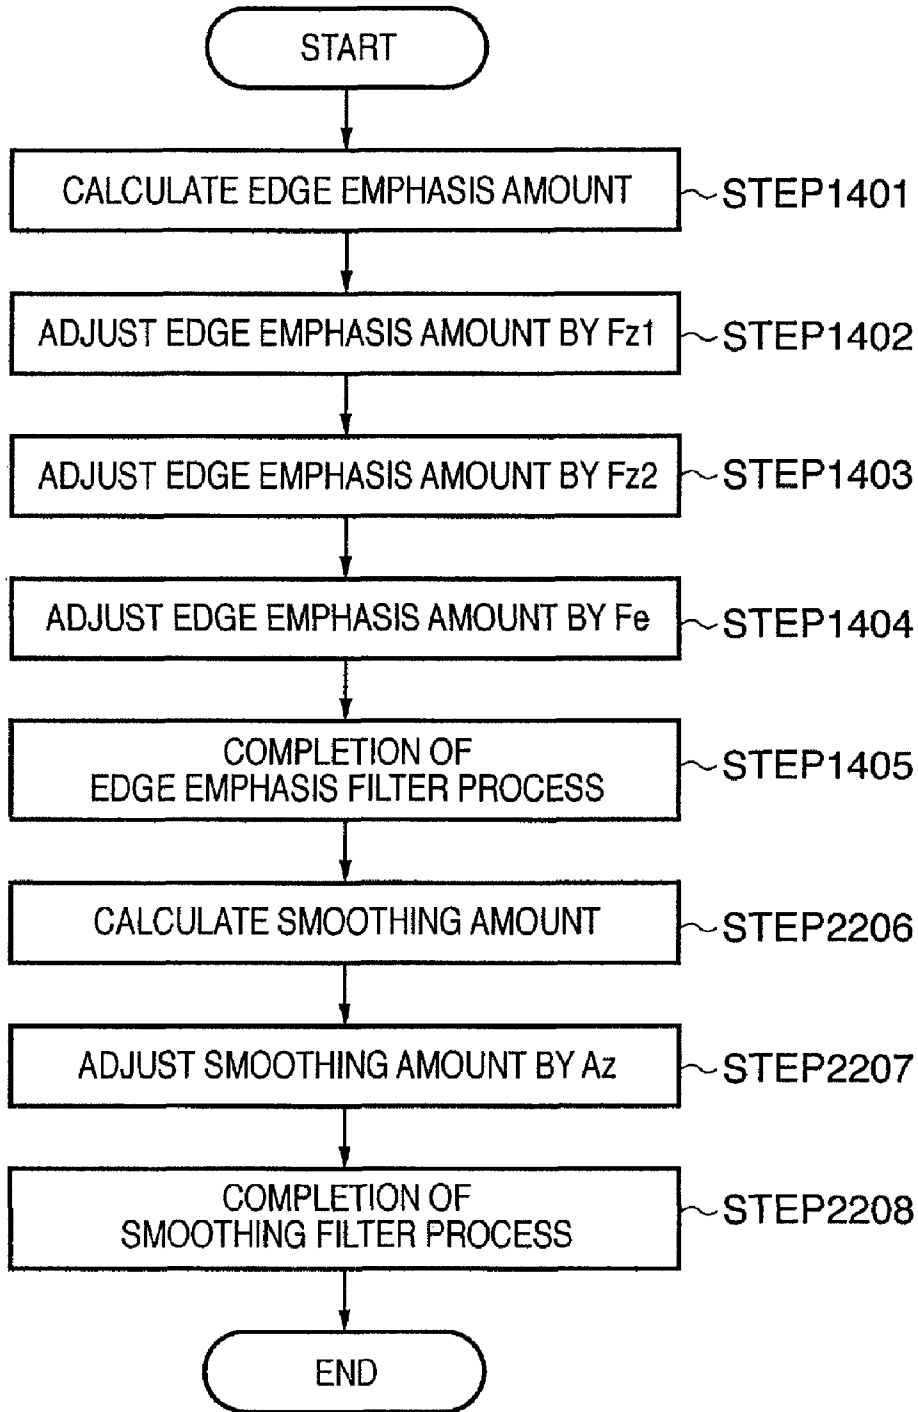 START
CALCULATE EDGE EMPHASIS AMOUNT
STEP1401
ADJUST EDGE EMPHASIS AMOUNT BY Fz1
STEP1402
ADJUST EDGE EMPHASIS AMOUNT BY Fz2
STEP1403
ADJUST EDGE EMPHASIS AMOUNT BY Fe
STEP1404
COMPLETION OF
EDGE EMPHASIS FILTER PROCESS
STEP1405
CALCULATE SMOOTHING AMOUNT
STEP2206
ADJUST SMOOTHING AMOUNT BY Az
STEP2207
COMPLETION OF
SMOOTHING FILTER PROCESS
STEP2208
END